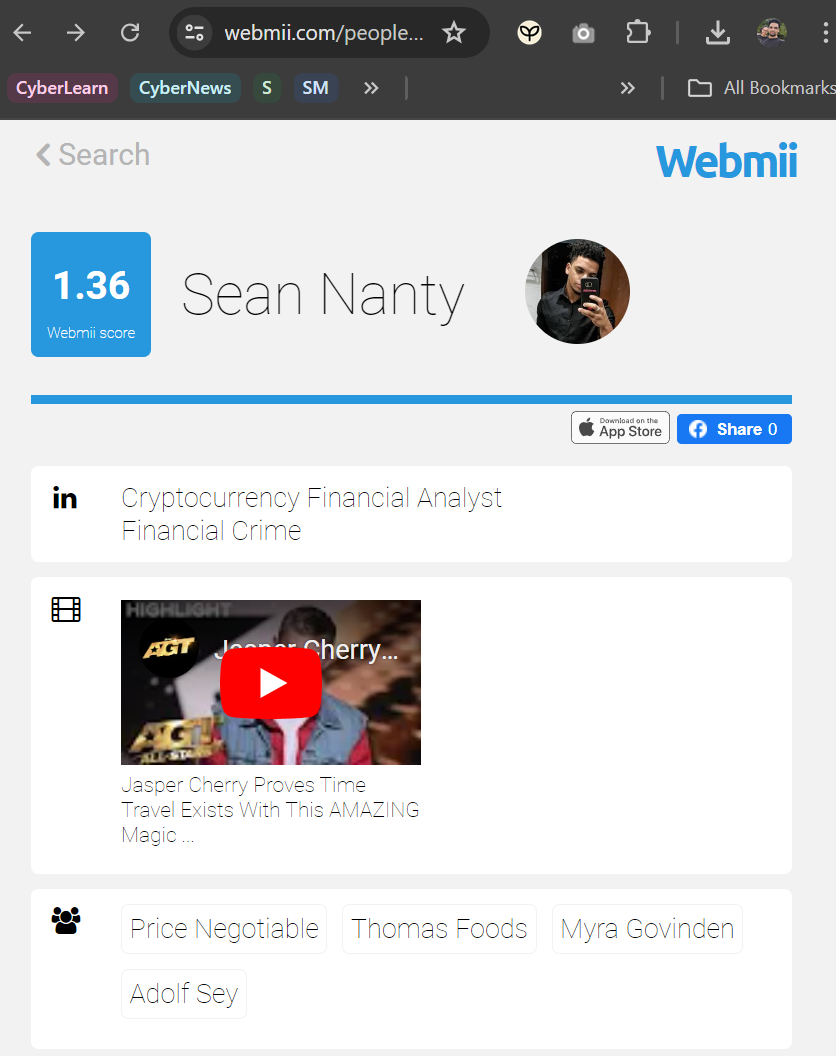 webmii.com/people...
CyberLearn
CyberNews
S
SM
All Bookmarks
Search
Webmii
1.36
Webmii score
Sean Nanty
Download on the
App Store
Share 0
in
Cryptocurrency Financial Analyst
Financial Crime
HIGHLIGHT
AGT
Jasper Cherry...
AGT
ALL-STARS
Jasper Cherry Proves Time
Travel Exists With This AMAZING
Magic ...
Price Negotiable
Thomas Foods
Myra Govinden
Adolf Sey